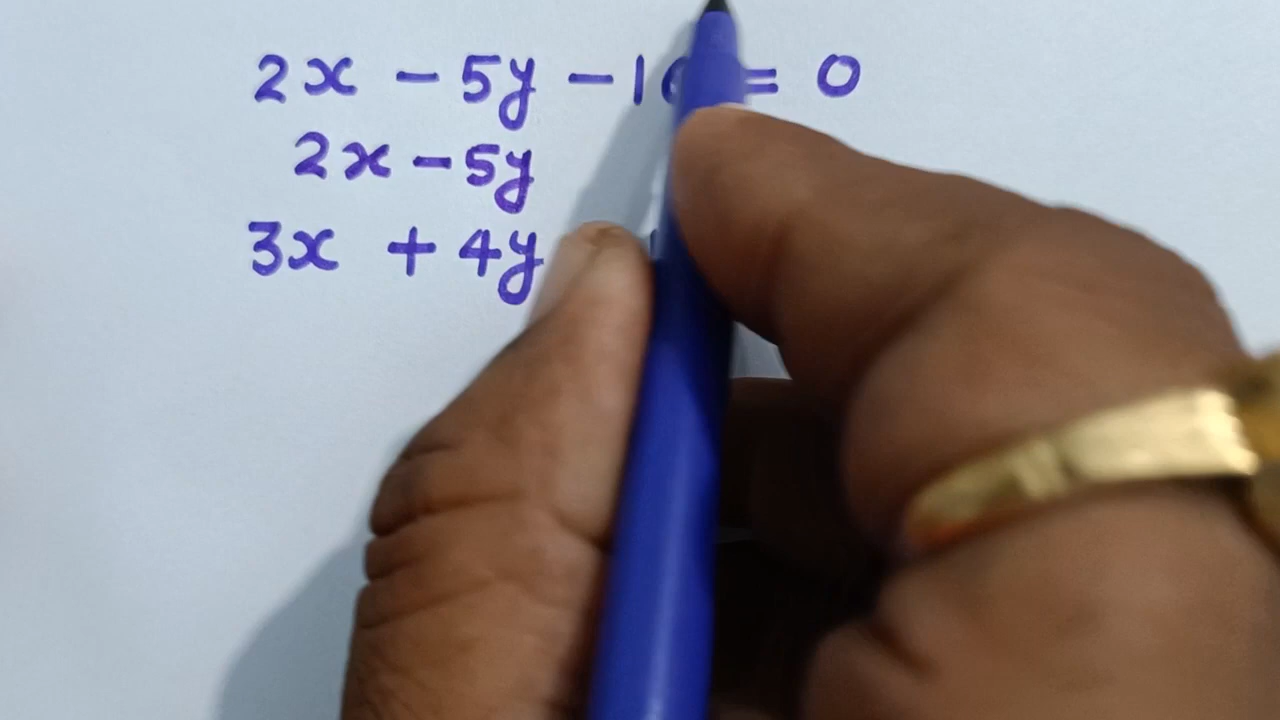 2x - 5y - 1 = 0
2x - 5y
3x + 4y